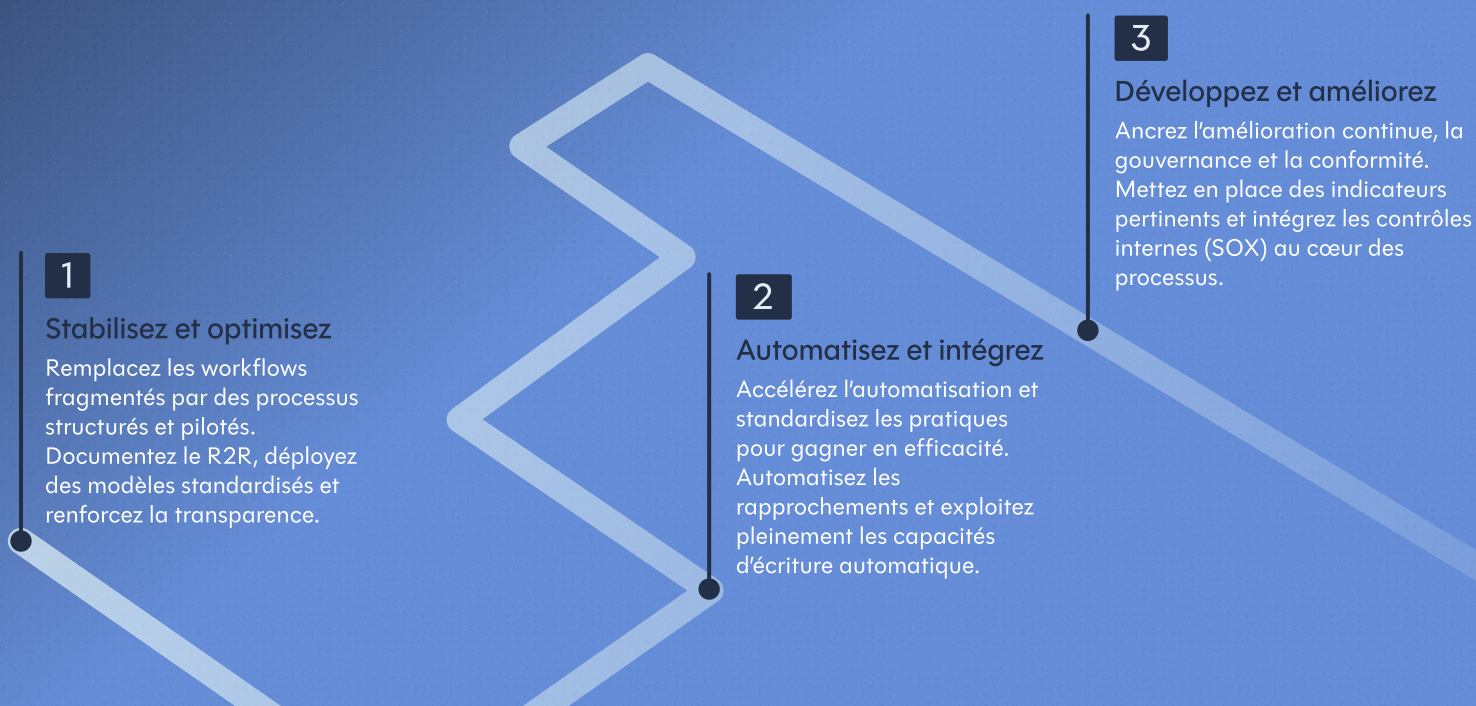 1
Stabilisez et optimisez
Remplacez les workflows
fragmentés par des processus
structurés et pilotés.
Documentez le R2R, déployez
des modèles standardisés et
renforcez la transparence.
2
Automatisez et intégrez
Accélérez l'automatisation et
standardisez les pratiques
pour gagner en efficacité.
Automatisez les
rapprochements et exploitez
pleinement les capacités
d'écriture automatique.
3
Développez et améliorez
Ancrez l'amélioration continue, la
gouvernance et la conformité.
Mettez en place des indicateurs
pertinents et intégrez les contrôles
internes (SOX) au cœur des
processus.